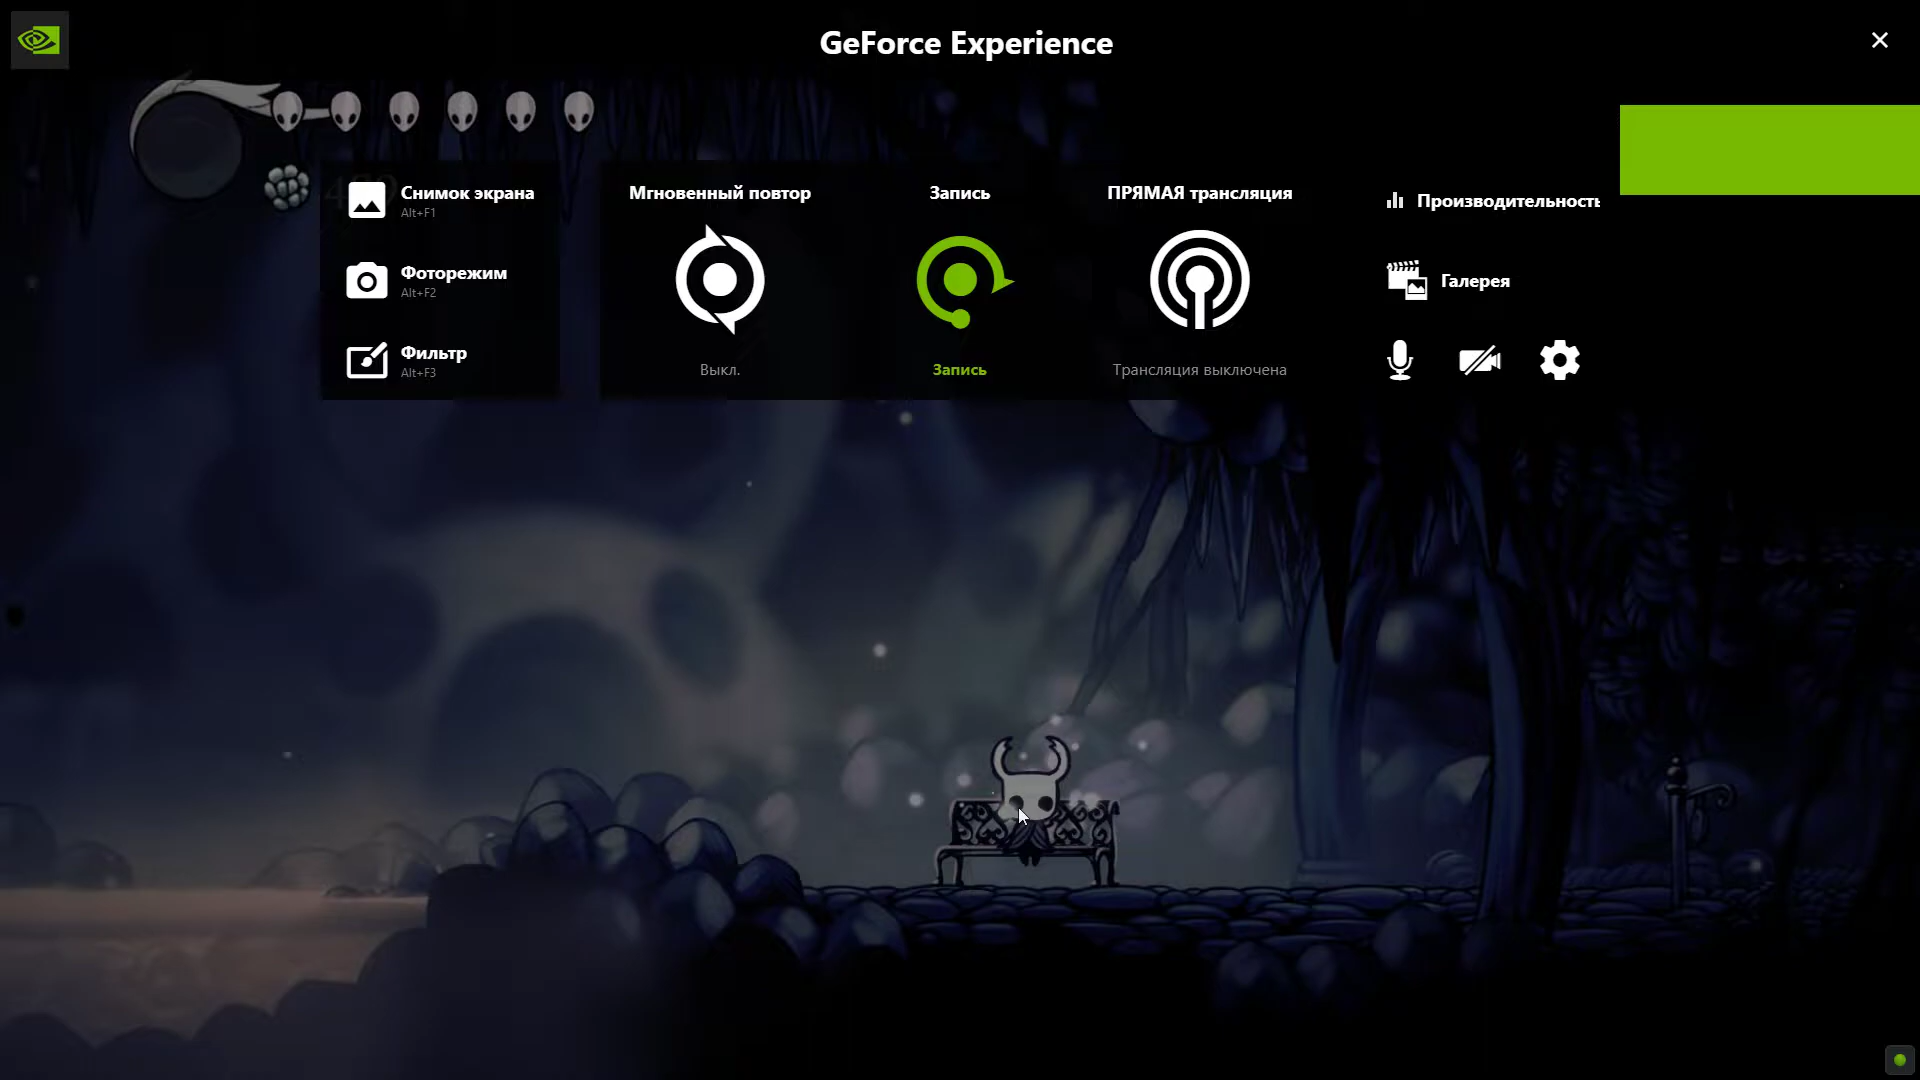 GeForce Experience
Снимок экрана
Alt+F1
Фоторежим
Alt+F2
Фильтр
Alt+F3
Мгновенный повтор
Выкл.
Запись
Запись
ПРЯМАЯ трансляция
Трансляция выключена
Производительность
Галерея